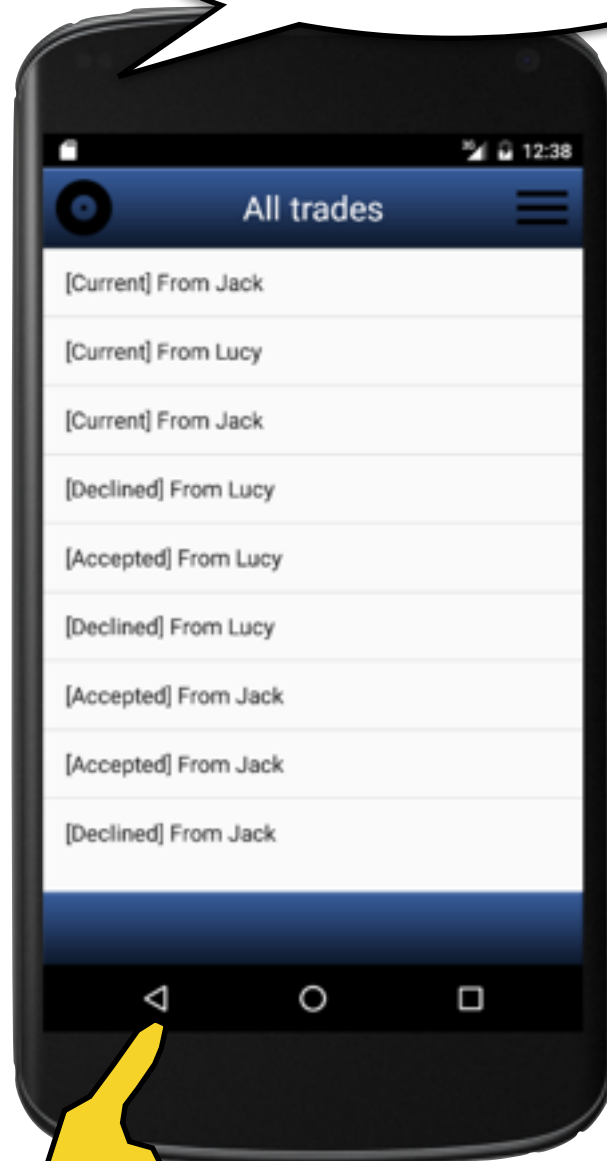 3G 12:38
All trades
[Current] From Jack
[Current] From Lucy
[Current] From Jack
[Declined] From Lucy
[Accepted] From Lucy
[Declined] From Lucy
[Accepted] From Jack
[Accepted] From Jack
[Declined] From Jack